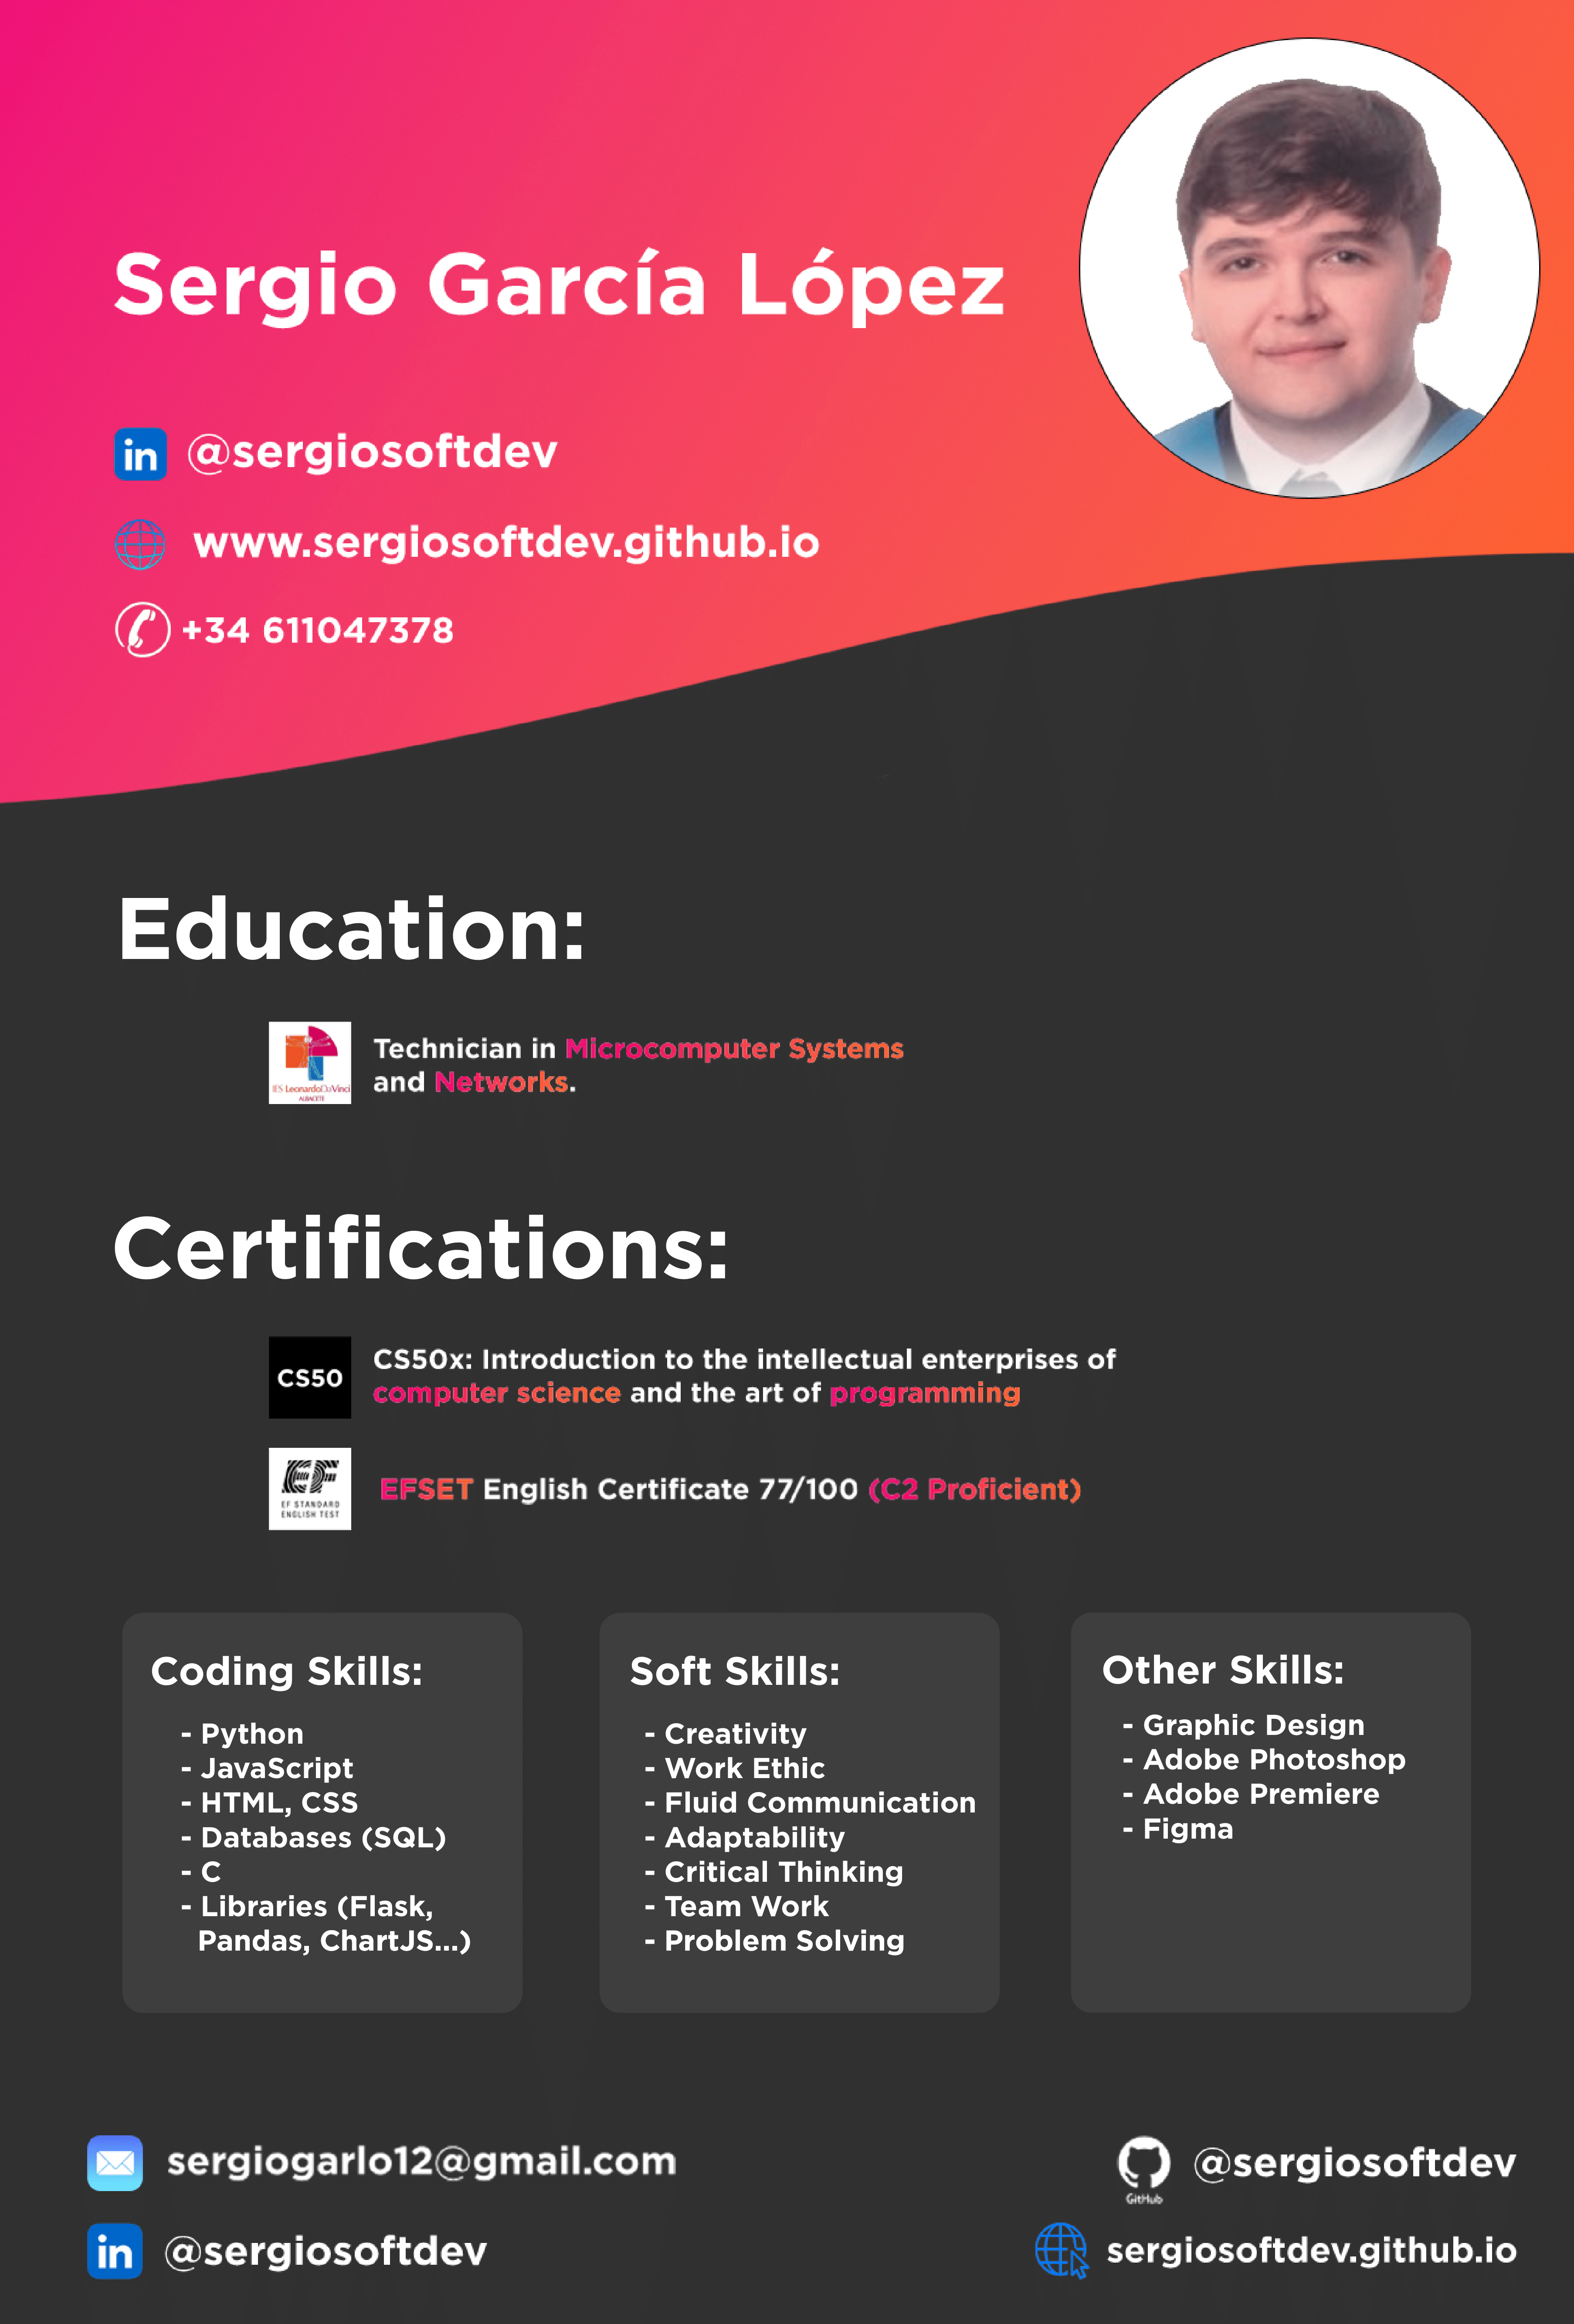 Sergio García López
in @sergiosoftdev
www.sergiosoftdev.github.io
+34 611047378
Education:
IES LeonardoDaVinci
ALBACETE
Technician in Microcomputer Systems
and Networks.
Certifications:
CS50
CS50x: Introduction to the intellectual enterprises of
computer science and the art of programming
EF
EF STANDARD
ENGLISH TEST
EFSET English Certificate 77/100 (C2 Proficient)
Coding Skills:
- Python
- JavaScript
- HTML, CSS
- Databases (SQL)
- C
- Libraries (Flask,
Pandas, ChartJS...)
Soft Skills:
- Creativity
- Work Ethic
- Fluid Communication
- Adaptability
- Critical Thinking
- Team Work
- Problem Solving
Other Skills:
- Graphic Design
- Adobe Photoshop
- Adobe Premiere
- Figma
sergiogarlo12@gmail.com
in @sergiosoftdev
GitHub
@sergiosoftdev
sergiosoftdev.github.io